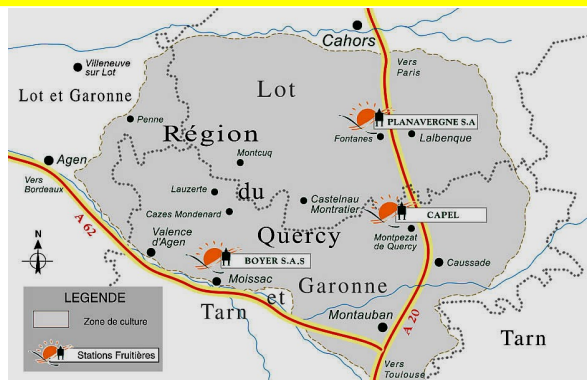 Cahors
Villeneuve
sur Lot
Vers
Paris
Lot et Garonne
Lot
Penne
Région
PLANAVERGNE S.A
Fontanes
Lalbenque
Agen
Montcuq
Vers
Bordeaux
Lauzerte
du
Castelnau
Montratier
Cazes Mondenard
CAPEL
A 62
Valence
d'Agen
Quercy
Montpezat
de Quercy
N
BOYER S.A.S
Caussade
Moissac
Garonne
LEGENDE
Tarn
et
Zone de culture
Montauban
A 20
Tarn
Stations Fruitières
Vers
Toulouse